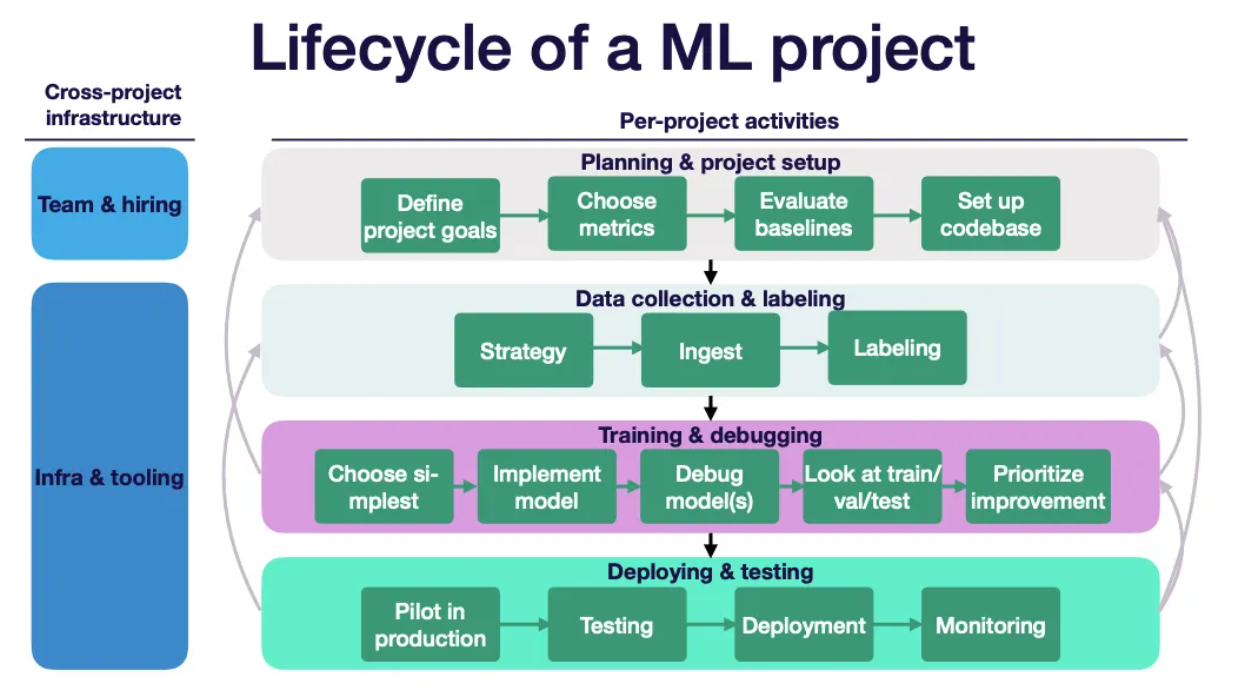 Lifecycle of a ML project
Cross-project
infrastructure
Per-project activities
Team & hiring
Infra & tooling
Planning & project setup
Define
project goals
Choose
metrics
Evaluate
baselines
Set up
codebase
Data collection & labeling
Strategy
Ingest
Labeling
Training & debugging
Choose si-
mplest
Implement
model
Debug
model(s)
Look at train/
val/test
Prioritize
improvement
Deploying & testing
Pilot in
production
Testing
Deployment
Monitoring